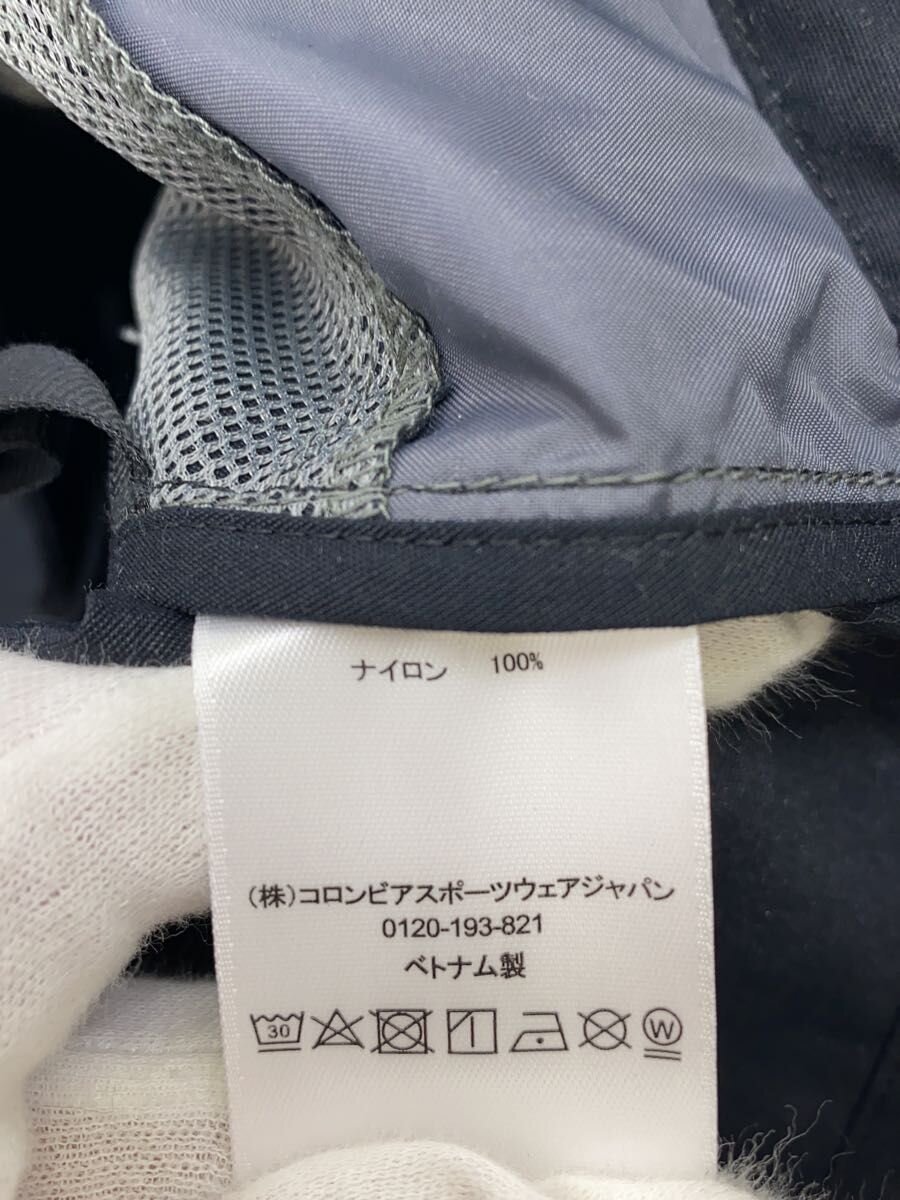 ナイロン 100%
(株)コロンビアスポーツウェアジャパン
0120-193-821
ベトナム製
30 W